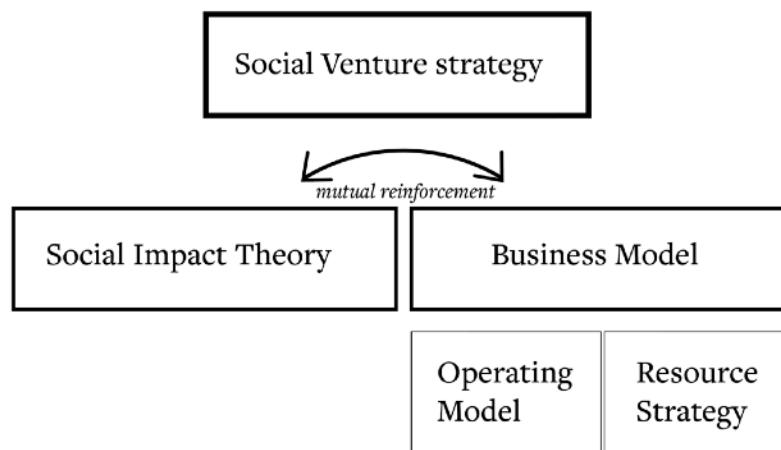 Social Venture strategy
mutual reinforcement
Social Impact Theory
Business Model
Operating
Model
Resource
Strategy